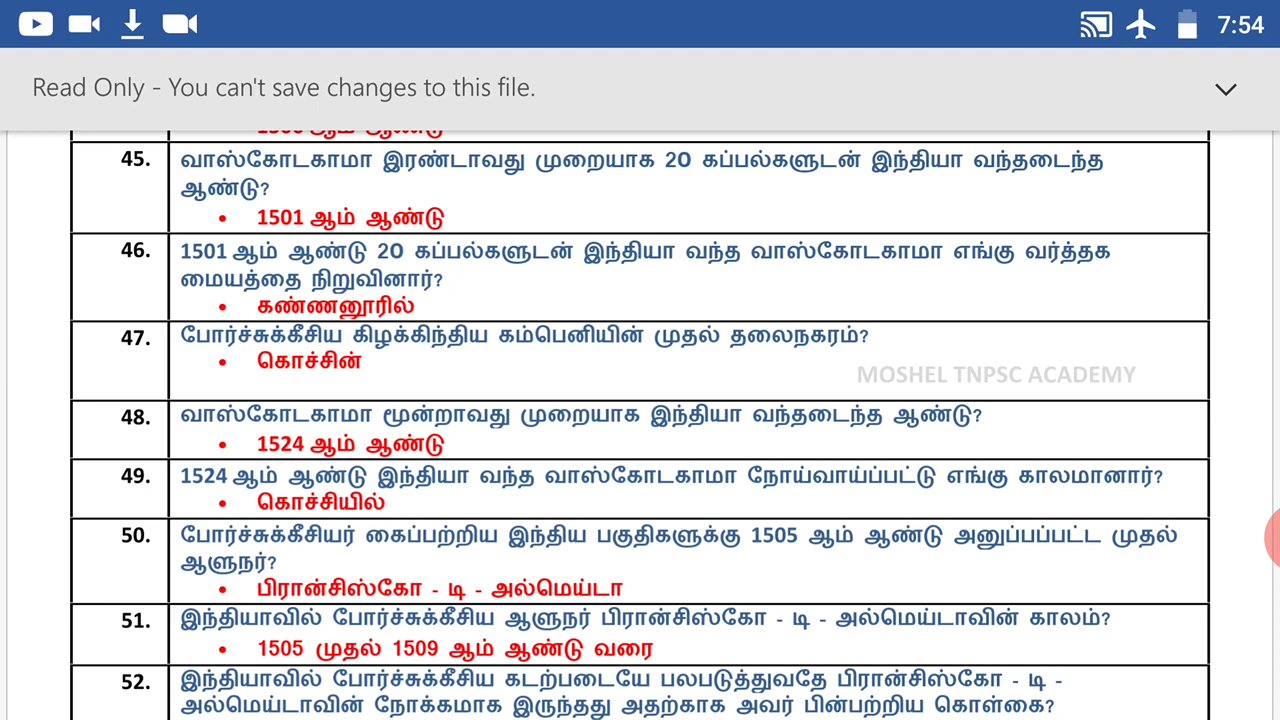 7:54
Read Only - You can't save changes to this file.
1500 ஆம் ஆண்டு
45. வாஸ்கோடகாமா இரண்டாவது முறையாக 20 கப்பல்களுடன் இந்தியா வந்தடைந்த
ஆண்டு?
• 1501 ஆம் ஆண்டு
46. 1501 ஆம் ஆண்டு 20 கப்பல்களுடன் இந்தியா வந்த வாஸ்கோடகாமா எங்கு வர்த்தக
மையத்தை நிறுவினார்?
• கண்ணனூரில்
47. போர்ச்சுக்கீசிய கிழக்கிந்திய கம்பெனியின் முதல் தலைநகரம்?
• கொச்சின்
MOSHEL TNPSC ACADEMY
48. வாஸ்கோடகாமா மூன்றாவது முறையாக இந்தியா வந்தடைந்த ஆண்டு?
• 1524 ஆம் ஆண்டு
49. 1524 ஆம் ஆண்டு இந்தியா வந்த வாஸ்கோடகாமா நோய்வாய்ப்பட்டு எங்கு காலமானார்?
• கொச்சியில்
50. போர்ச்சுக்கீசியர் கைப்பற்றிய இந்திய பகுதிகளுக்கு 1505 ஆம் ஆண்டு அனுப்பப்பட்ட முதல்
ஆளுநர்?
• பிரான்சிஸ்கோ - டி - அல்மெய்டா
51. இந்தியாவில் போர்ச்சுக்கீசிய ஆளுநர் பிரான்சிஸ்கோ - டி - அல்மெய்டாவின் காலம்?
• 1505 முதல் 1509 ஆம் ஆண்டு வரை
52. இந்தியாவில் போர்ச்சுக்கீசிய கடற்படையே பலபடுத்துவதே பிரான்சிஸ்கோ - டி -
அல்மெய்டாவின் நோக்கமாக இருந்தது அதற்காக அவர் பின்பற்றிய கொள்கை?